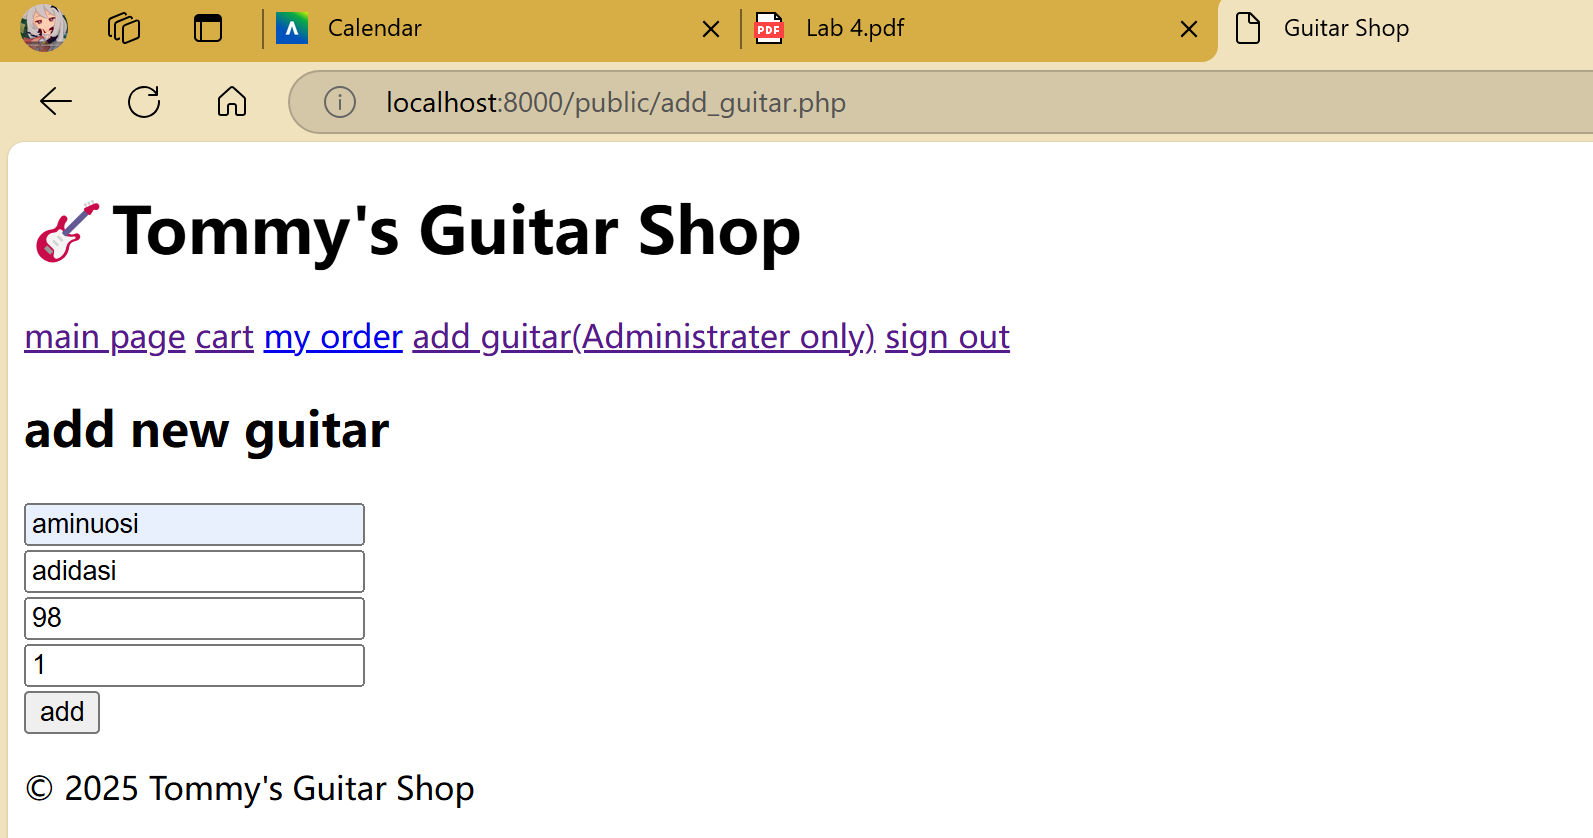 Calendar
Lab 4.pdf
Guitar Shop
localhost:8000/public/add_guitar.php
Tommy's Guitar Shop
main page cart my order add guitar(Administrater only) sign out
add new guitar
aminuosi
adidasi
98
1
add
© 2025 Tommy's Guitar Shop